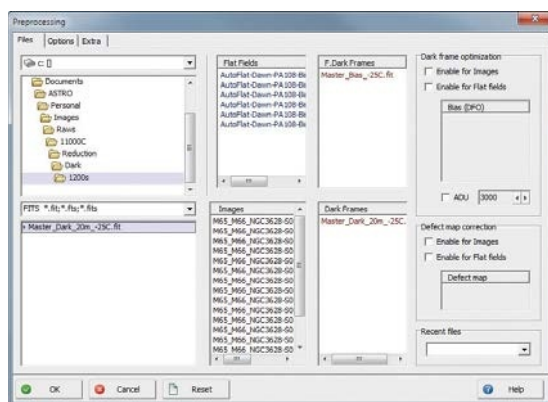 Preprocessing
Files
Options
Extra
c: []
Documents
ASTRO
Personal
Images
Raws
11000C
Reduction
Dark
1200s
FITS *.fit;*.fts;*.fits
Master_Dark_20m_-25C.fit
Flat Fields
AutoFlat-Dawn-PA108-Bi
AutoFlat-Dawn-PA108-Bi
AutoFlat-Dawn-PA108-Bi
AutoFlat-Dawn-PA108-Bi
AutoFlat-Dawn-PA108-Bi
F.Dark Frames
Master_Bias_-25C.fit
Images
M65_M66_NGC3628-S0
M65_M66_NGC3628-S0
M65_M66_NGC3628-S0
M65_M66_NGC3628-S0
M65_M66_NGC3628-S0
M65_M66_NGC3628-S0
M65_M66_NGC3628-S0
M65_M66_NGC3628-S0
M65_M66_NGC3628-S0
M65_M66_NGC3628-S0
M65_M66_NGC3628-S0
Dark Frames
Master_Dark_20m_-25C.
Dark frame optimization
Enable for Images
Enable for Flat fields
Bias (DFO)
ADU 3000
Defect map correction
Enable for Images
Enable for Flat fields
Defect map
Recent files
OK
Cancel
Reset
Help